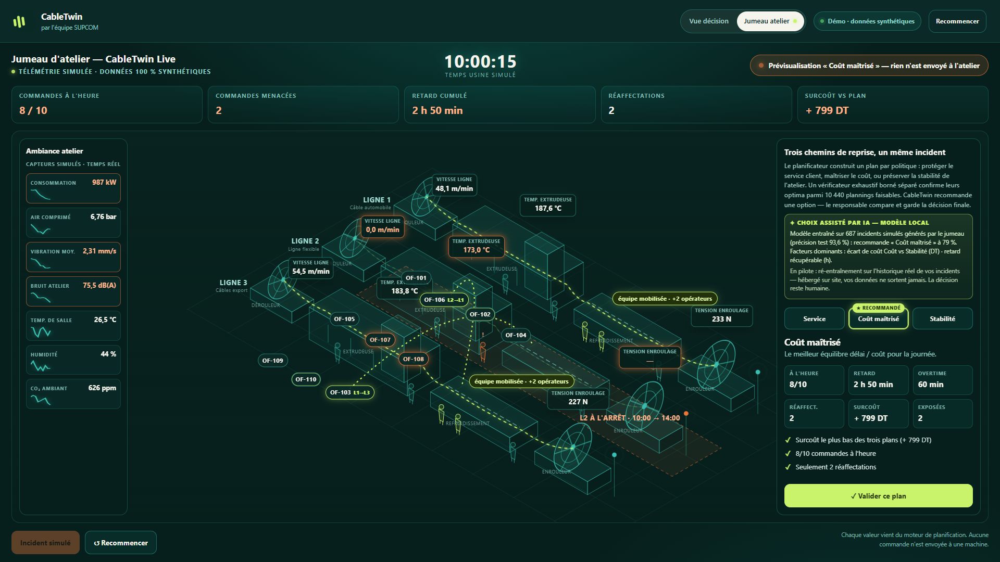 CableTwin
par l'équipe SUPCOM
Vue décision
Jumeau atelier
Démo · données synthétiques
Recommencer
Jumeau d'atelier — CableTwin Live
TÉLÉMÉTRIE SIMULÉE · DONNÉES 100 % SYNTHÉTIQUES
10:00:15
TEMPS USINE SIMULÉ
Prévisualisation « Coût maîtrisé » — rien n'est envoyé à l'atelier
COMMANDES À L'HEURE
8 / 10
COMMANDES MENACÉES
2
RETARD CUMULÉ
2 h 50 min
RÉAFFECTATIONS
2
SURCOÛT VS PLAN
+ 799 DT
Ambiance atelier
CAPTEURS SIMULÉS · TEMPS RÉEL
CONSOMMATION
987 kW
AIR COMPRIMÉ
6,76 bar
VIBRATION MOY.
2,31 mm/s
BRUIT ATELIER
75,5 dB(A)
TEMP. DE SALLE
26,5 °C
HUMIDITÉ
44 %
CO₂ AMBIANT
626 ppm
VITESSE LIGNE
48,1 m/min
LIGNE 1
Câble automobile
TEMP. EXTRUDEUSE
187,6 °C
VITESSE LIGNE
0,0 m/min
OULEUR
LIGNE 2
Ligne flexible
TEMP. EXTRUDEUSE
173,0 °C
VITESSE LIGNE
54,5 m/min
OULEUR
EXTRUDEUSE
LIGNE 3
Câbles export
OF-101
TEMP. E
183,8 °C
DÉROULEUR
OF-106 L2→L1
EXTRUDEUSE
équipe mobilisée · +2 opérateurs
TENSION ENROULAGE
233 N
OF-105
OF-102
OF-104
OF-107
REFROIDISSEMENT
EXTRUDEUSE
OF-108
TENSION ENROULAGE
—
OF-109
OF-110
OF-103 L1→L3
équipe mobilisée · +2 opérateurs
ENROULEUR
TENSION ENROULAGE
227 N
L2 À L'ARRÊT · 10:00 → 14:00
REFROIDISSEMENT
ENROULEUR
ENROULEUR
Trois chemins de reprise, un même incident
Le planificateur construit un plan par politique : protéger le
service client, maîtriser le coût, ou préserver la stabilité de
l'atelier. Un vérificateur exhaustif borné séparé confirme leurs
optima parmi 10 440 plannings faisables. CableTwin recommande
une option — le responsable compare et garde la décision finale.
✦ CHOIX ASSISTÉ PAR IA — MODÈLE LOCAL
Modèle entraîné sur 687 incidents simulés générés par le jumeau
(précision test 93,6 %) : recommande « Coût maîtrisé » à 79 %.
Facteurs dominants : écart de coût Coût vs Stabilité (DT) · retard
récupérable (h).
En pilote : ré-entraînement sur l'historique réel de vos incidents
— hébergé sur site, vos données ne sortent jamais. La décision
reste humaine.
★ RECOMMANDÉ
Service
Coût maîtrisé
Stabilité
Coût maîtrisé
Le meilleur équilibre délai / coût pour la journée.
À L'HEURE
8/10
RETARD
2 h 50 min
OVERTIME
60 min
RÉAFFECT.
2
SURCOÛT
+ 799 DT
EXPOSÉES
2
✓ Surcoût le plus bas des trois plans (+ 799 DT)
✓ 8/10 commandes à l'heure
✓ Seulement 2 réaffectations
✓ Valider ce plan
Incident simulé
↺ Recommencer
Chaque valeur vient du moteur de planification. Aucune
commande n'est envoyée à une machine.